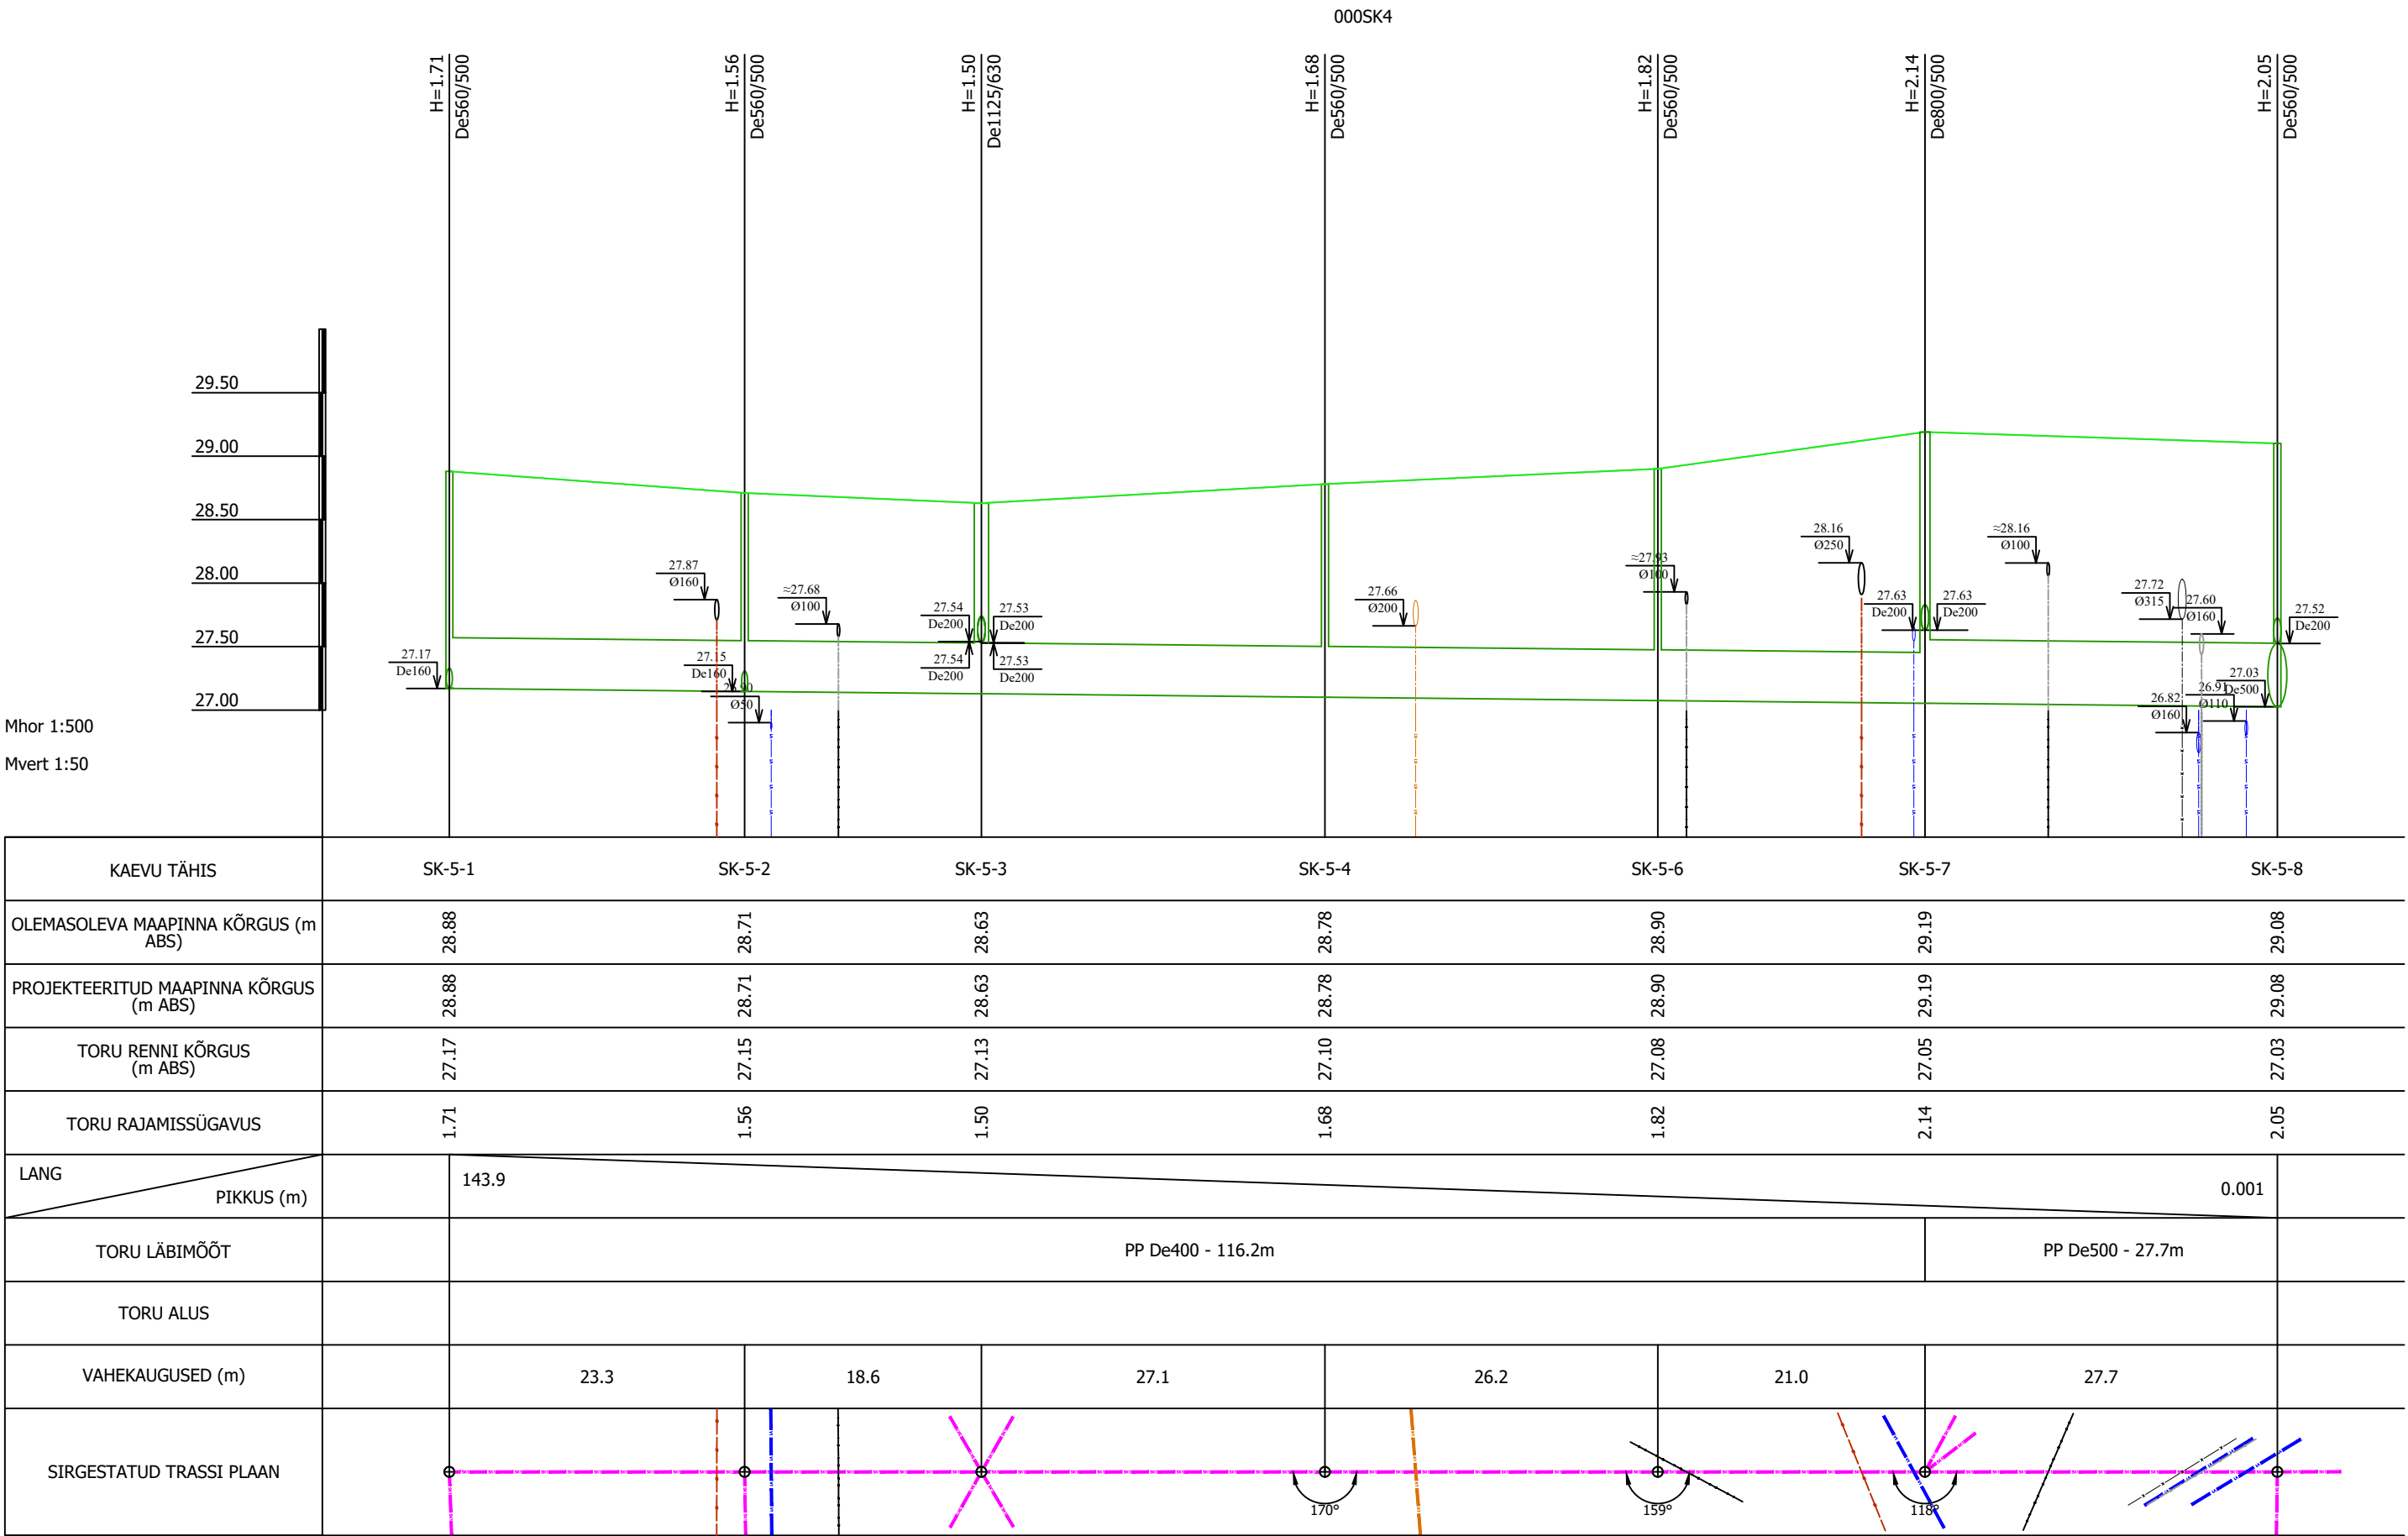 000SK4
H=1.71
De560/500
H=1.56
De560/500
H=1.50
De1125/630
H=1.68
De560/500
H=1.82
De560/500
H=2.14
De800/500
H=2.05
De560/500
29.50
29.00
28.50
28.00
27.50
27.00
Mhor 1:500
Mvert 1:50
27.17
De160
27.87
Ø160
27.15
De160
Ø50
≈27.68
Ø100
27.54
De200
27.53
De200
27.54
De200
27.53
De200
27.66
Ø200
≈27.93
Ø100
28.16
Ø250
27.63
De200
27.63
De200
≈28.16
Ø100
27.72
Ø315
27.60
Ø160
27.52
De200
27.03
De500
26.82
Ø160
26.91
Ø110
KAEVU TÄHIS SK-5-1 SK-5-2 SK-5-3 SK-5-4 SK-5-6 SK-5-7 SK-5-8
OLEMASOLEVA MAAPINNA KÕRGUS (m
ABS)
28.88 28.71 28.63 28.78 28.90 29.19 29.08
PROJEKTEERITUD MAAPINNA KÕRGUS
(m ABS)
28.88 28.71 28.63 28.78 28.90 29.19 29.08
TORU RENNI KÕRGUS
(m ABS)
27.17 27.15 27.13 27.10 27.08 27.05 27.03
TORU RAJAMISSÜGAVUS 1.71 1.56 1.50 1.68 1.82 2.14 2.05
LANG
PIKKUS (m)
143.9 0.001
TORU LÄBIMÕÕT PP De400 - 116.2m PP De500 - 27.7m
TORU ALUS
VAHEKAUGUSED (m) 23.3 18.6 27.1 26.2 21.0 27.7
SIRGESTATUD TRASSI PLAAN
170° 159° 118°